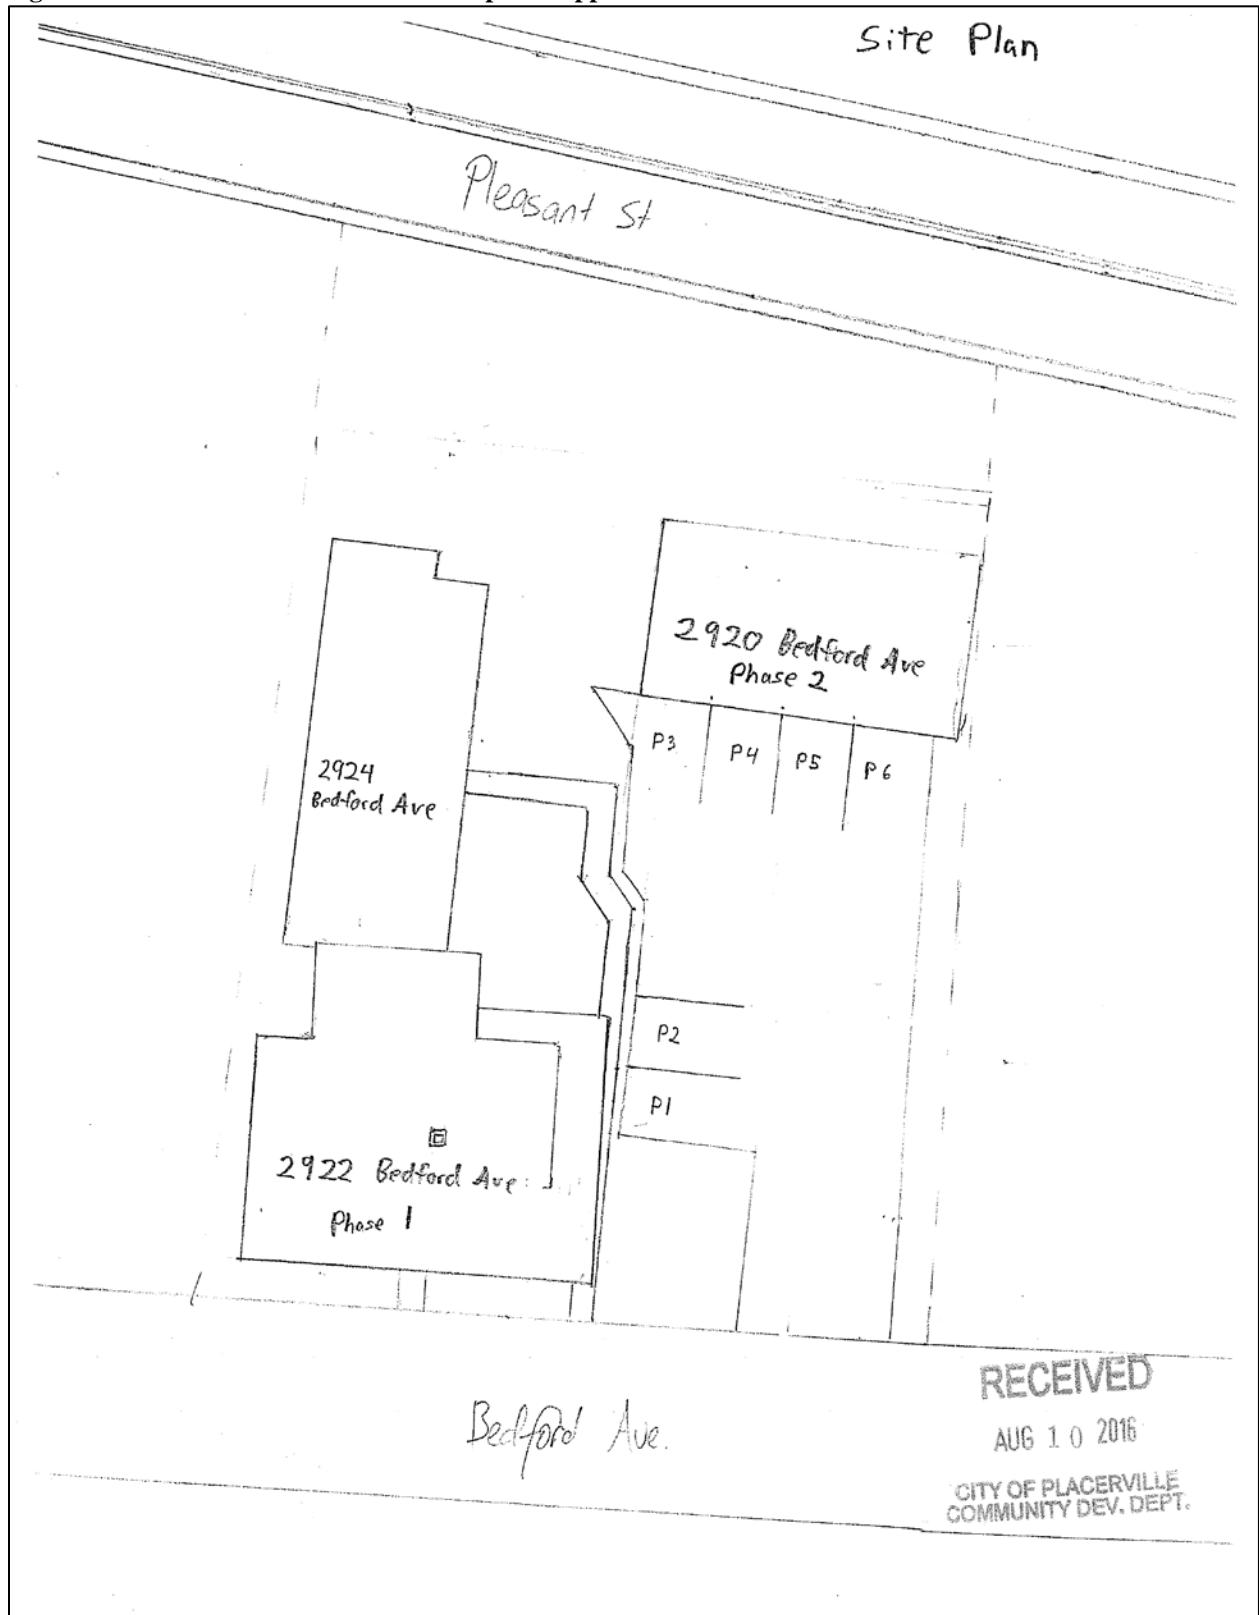 Site Plan
Pleasant St
2920 Bedford Ave
Phase 2
P3
P4
P5
P6
2924
Bedford Ave
P2
P1
2922 Bedford Ave
Phase 1
Bedford Ave.
RECEIVED
AUG 10 2016
CITY OF PLACERVILLE
COMMUNITY DEV. DEPT.